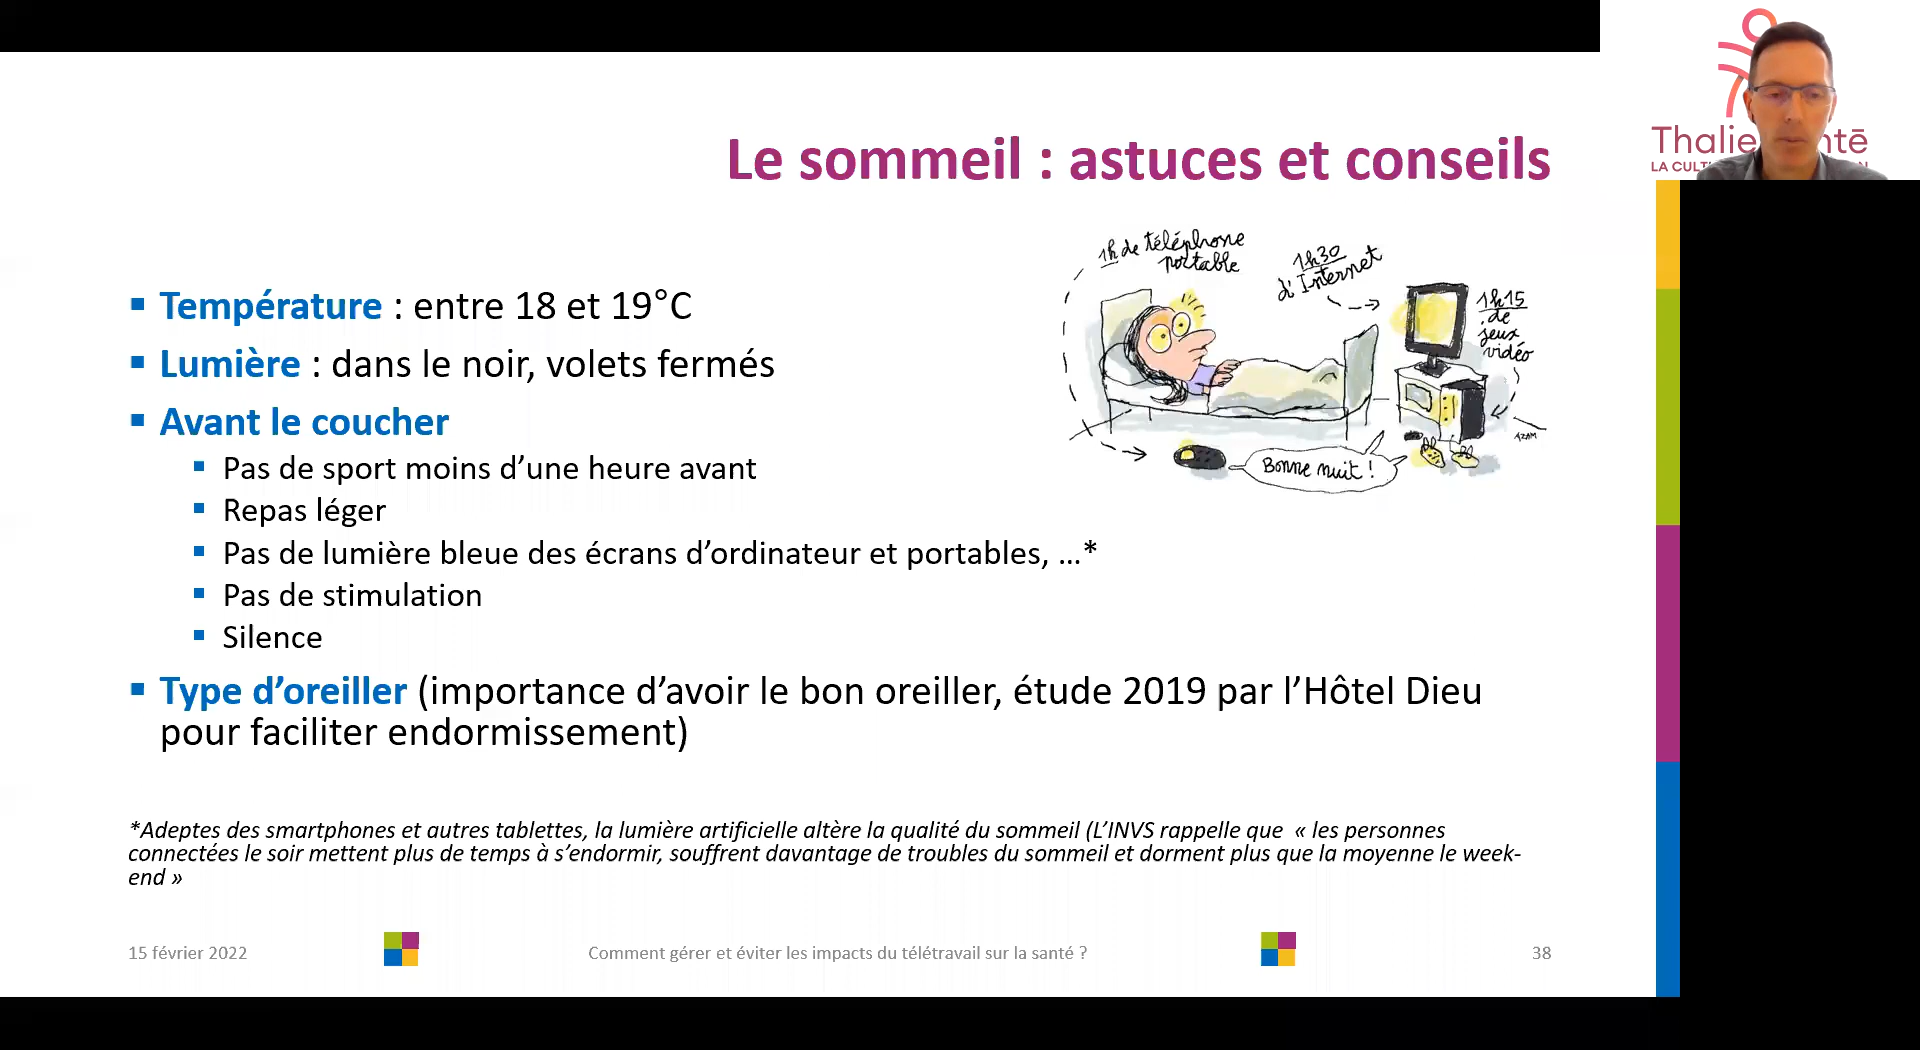 Thalie ntē
LA CULT
Le sommeil : astuces et conseils
1h de téléphone
portable
1h30
d'Internet
1h15
de
jeux
vidéo
Bonne nuit !
AZAM
▪ Température : entre 18 et 19°C
▪ Lumière : dans le noir, volets fermés
▪ Avant le coucher
▪ Pas de sport moins d’une heure avant
▪ Repas léger
▪ Pas de lumière bleue des écrans d’ordinateur et portables, …*
▪ Pas de stimulation
▪ Silence
▪ Type d’oreiller (importance d’avoir le bon oreiller, étude 2019 par l’Hôtel Dieu
pour faciliter endormissement)
*Adeptes des smartphones et autres tablettes, la lumière artificielle altère la qualité du sommeil (L’INVS rappelle que « les personnes
connectées le soir mettent plus de temps à s’endormir, souffrent davantage de troubles du sommeil et dorment plus que la moyenne le week-
end »
15 février 2022
Comment gérer et éviter les impacts du télétravail sur la santé ?
38